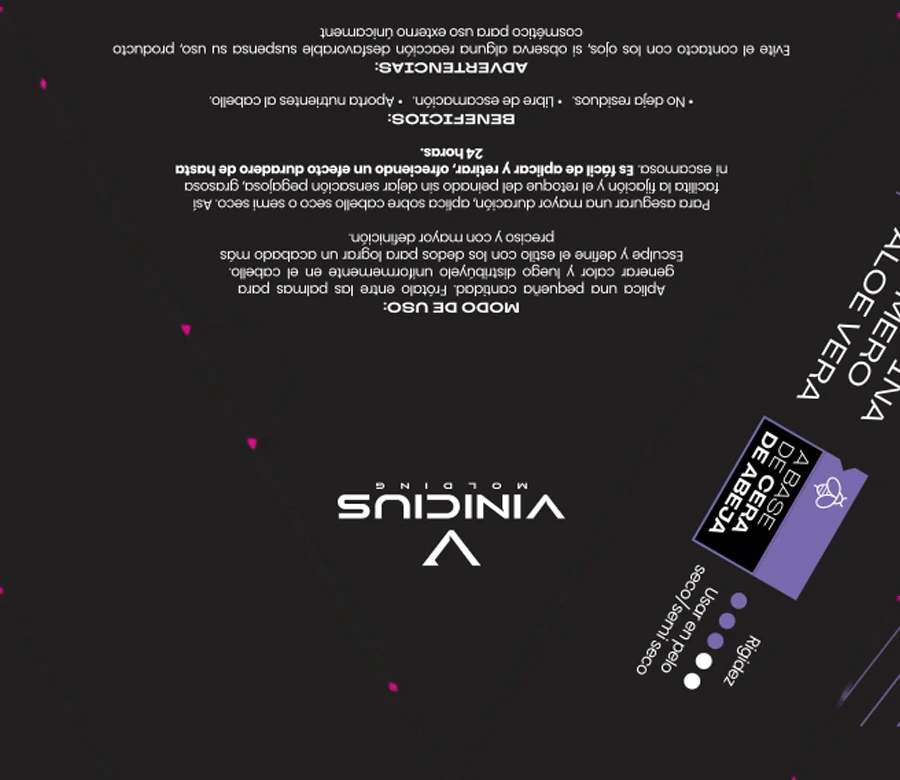 V
VINICIUS
MOLDING
MODO DE USO:
Aplica una pequeña cantidad. Frótalo entre las palmas para
generar calor y luego distribúyelo uniformemente en el cabello.
Esculpe y define el estilo con los dedos para lograr un acabado más
preciso y con mayor definición.
Para asegurar una mayor duración, aplica sobre cabello seco o semi seco. Así
facilita la fijación y el retoque del peinado sin dejar sensación pegajosa, grasosa
ni escamosa. Es fácil de aplicar y retirar, ofreciendo un efecto duradero de hasta
24 horas.
BENEFICIOS:
• No deja residuos. • Libre de escamación. • Aporta nutrientes al cabello.
ADVERTENCIAS:
Evite el contacto con los ojos, si observa alguna reacción desfavorable suspensa su uso, producto
cosmético para uso externo únicament
INA
MERO
ALOE VERA
A BASE
DE CERA
DE ABEJA
Rigidez
Usar en pelo
seco/semi seco